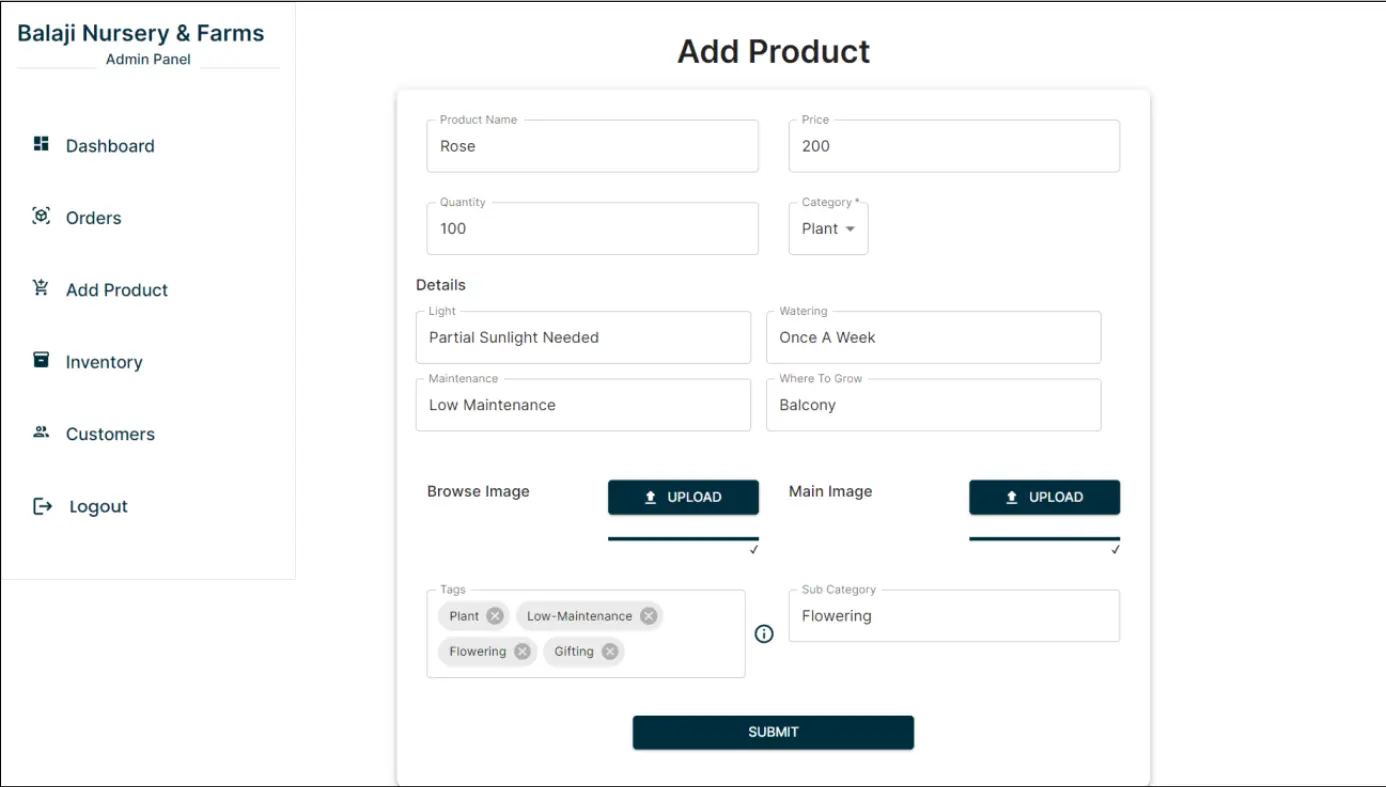 Balaji Nursery & Farms
Admin Panel
Dashboard
Orders
Add Product
Inventory
Customers
Logout
Add Product
Product Name
Rose
Price
200
Quantity
100
Category *
Plant
Details
Light
Partial Sunlight Needed
Watering
Once A Week
Maintenance
Low Maintenance
Where To Grow
Balcony
Browse Image
UPLOAD
Main Image
UPLOAD
Tags
Plant
Low-Maintenance
Flowering
Gifting
Sub Category
Flowering
SUBMIT